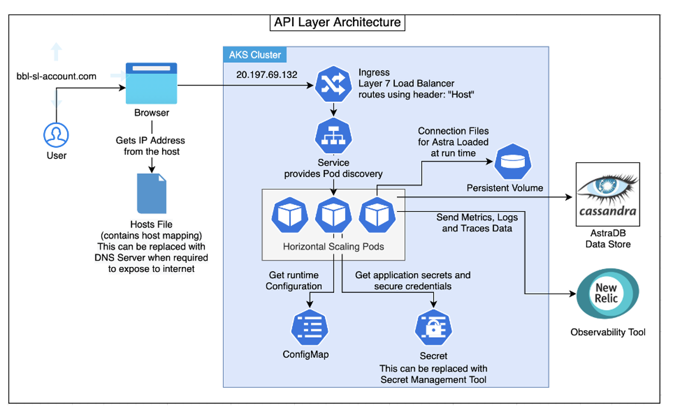 API Layer Architecture
AKS Cluster
bbl-sl-account.com
20.197.69.132
Ingress
Layer 7 Load Balancer
routes using header: "Host"
Browser
User
Gets IP Address
from the host
Service
provides Pod discovery
Connection Files
for Astra Loaded
at run time
Persistent Volume
cassandra
AstraDB
Data Store
Hosts File
(contains host mapping)
This can be replaced with
DNS Server when required
to expose to internet
Horizontal Scaling Pods
Send Metrics, Logs
and Traces Data
Get runtime
Configuration
Get application secrets and
secure credentials
New
Relic
Observability Tool
ConfigMap
Secret
This can be replaced with
Secret Management Tool